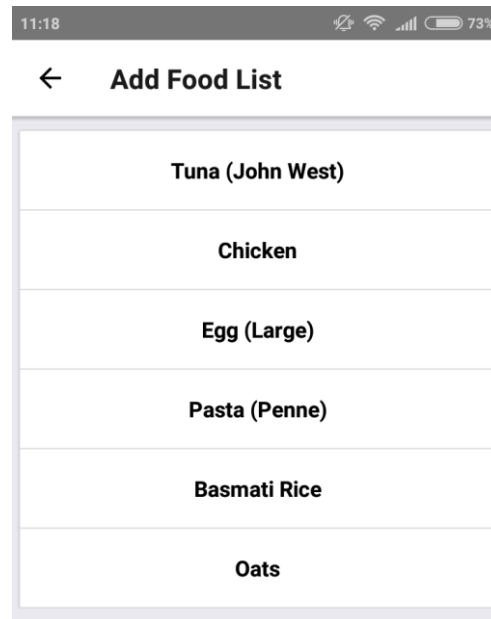 11:18 73%
Add Food List
Tuna (John West)
Chicken
Egg (Large)
Pasta (Penne)
Basmati Rice
Oats